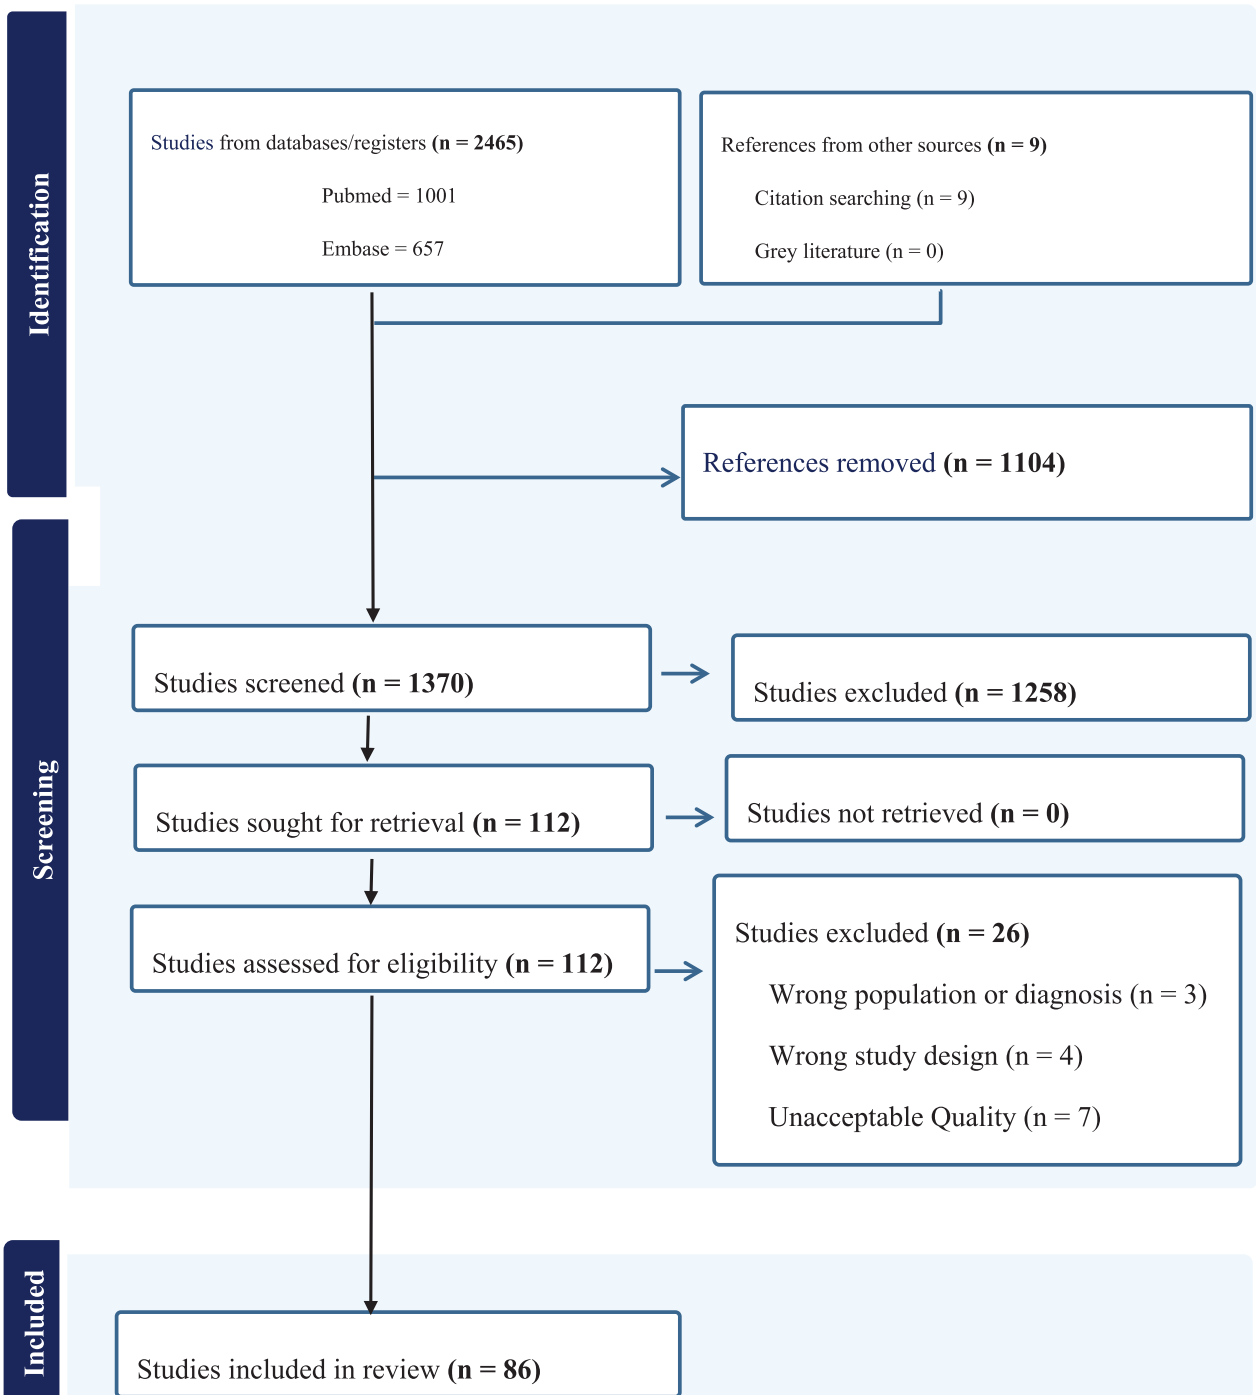 Identification
Studies from databases/registers (n = 2465)
Pubmed = 1001
Embase = 657
References from other sources (n = 9)
Citation searching (n = 9)
Grey literature (n = 0)
References removed (n = 1104)
Screening
Studies screened (n = 1370)
Studies excluded (n = 1258)
Studies sought for retrieval (n = 112)
Studies not retrieved (n = 0)
Studies assessed for eligibility (n = 112)
Studies excluded (n = 26)
Wrong population or diagnosis (n = 3)
Wrong study design (n = 4)
Unacceptable Quality (n = 7)
Included
Studies included in review (n = 86)